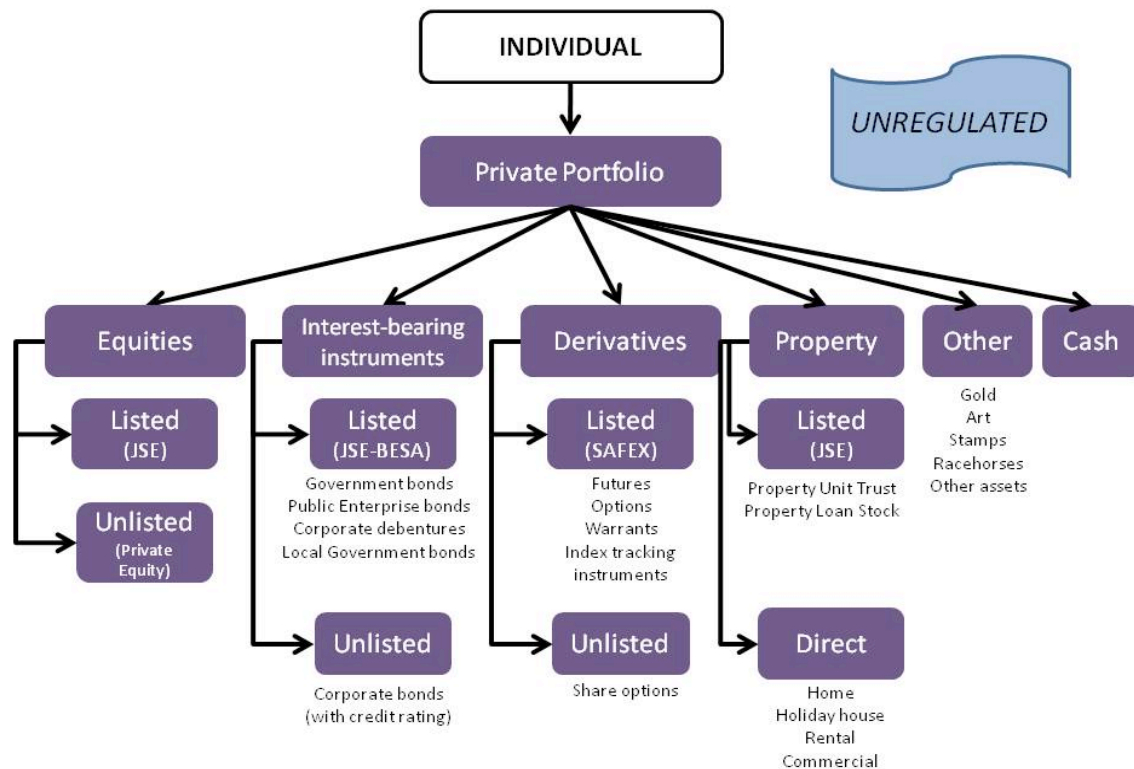 INDIVIDUAL
UNREGULATED
Private Portfolio
Equities
Interest-bearing
instruments
Derivatives
Property
Other
Cash
Listed
(JSE)
Unlisted
(Private
Equity)
Listed
(JSE-BESA)
Government bonds
Public Enterprise bonds
Corporate debentures
Local Government bonds
Unlisted
Corporate bonds
(with credit rating)
Listed
(SAFEX)
Futures
Options
Warrants
Index tracking
instruments
Unlisted
Share options
Listed
(JSE)
Property Unit Trust
Property Loan Stock
Direct
Home
Holiday house
Rental
Commercial
Gold
Art
Stamps
Racehorses
Other assets